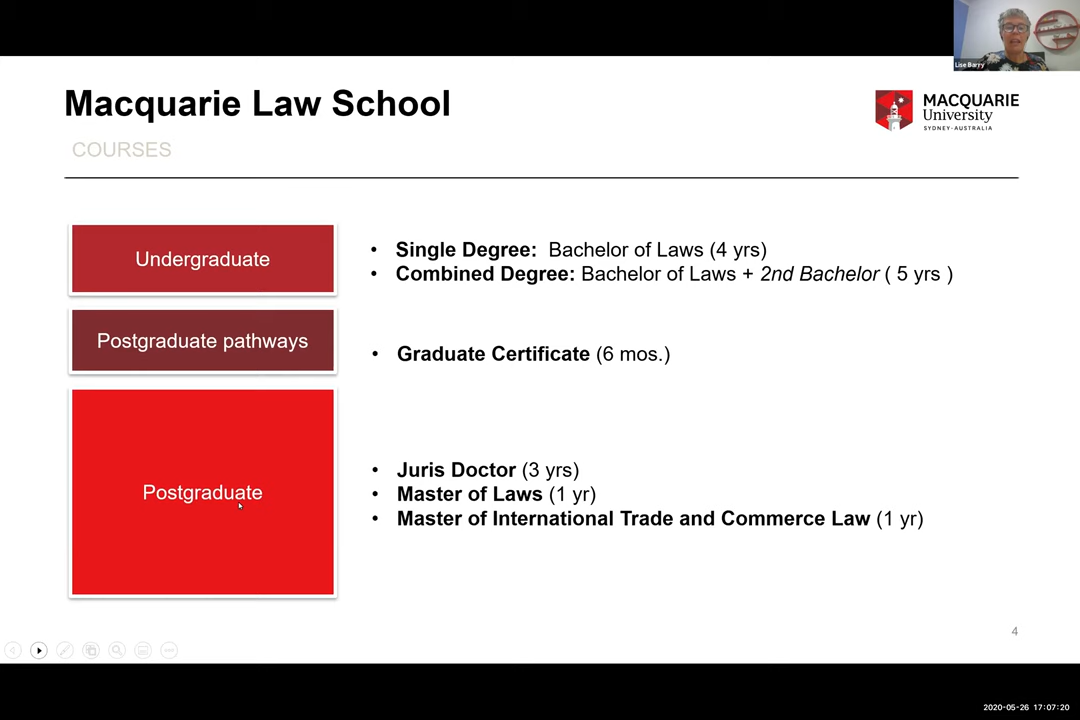 Lise Barry
Macquarie Law School
MACQUARIE
University
SYDNEY-AUSTRALIA
COURSES
Undergraduate
• Single Degree: Bachelor of Laws (4 yrs)
• Combined Degree: Bachelor of Laws + 2nd Bachelor ( 5 yrs )
Postgraduate pathways
• Graduate Certificate (6 mos.)
Postgraduate
• Juris Doctor (3 yrs)
• Master of Laws (1 yr)
• Master of International Trade and Commerce Law (1 yr)
4
2020-05-26 17:07:20